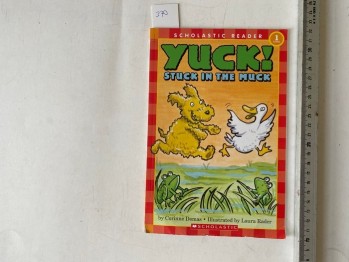 370
SCHOLASTIC READER
1
YUCK!
STUCK IN THE MUCK
by Corinne Demas • Illustrated by Laura Rader
SCHOLASTIC